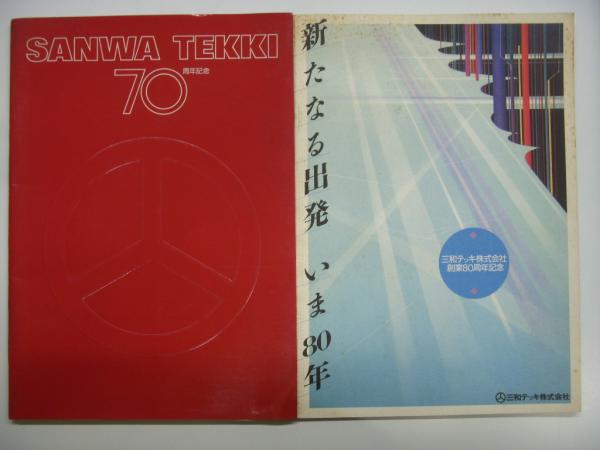 SANWA TEKKI
70
周年記念
新たなる出発 いま80年
三和テッキ株式会社
創業80周年記念
三和テッキ株式会社